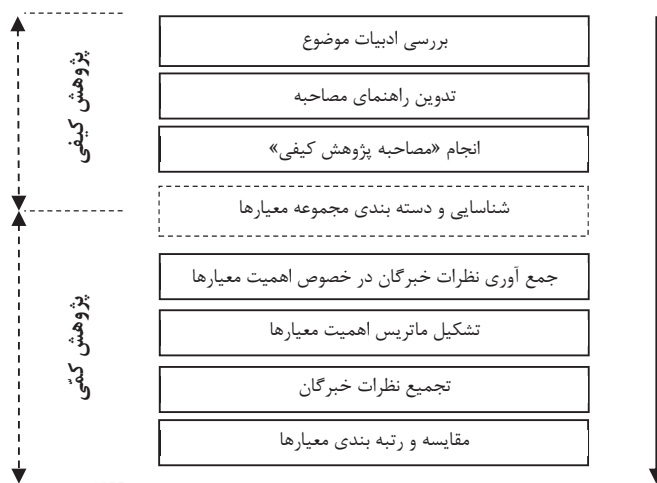 پژوهش کیفی
بررسی ادبیات موضوع
تدوین راهنمای مصاحبه
انجام «مصاحبه پژوهش کیفی»
شناسایی و دسته بندی مجموعه معیارها
پژوهش کمّی
جمع آوری نظرات خبرگان در خصوص اهمیت معیارها
تشکیل ماتریس اهمیت معیارها
تجمیع نظرات خبرگان
مقایسه و رتبه بندی معیارها